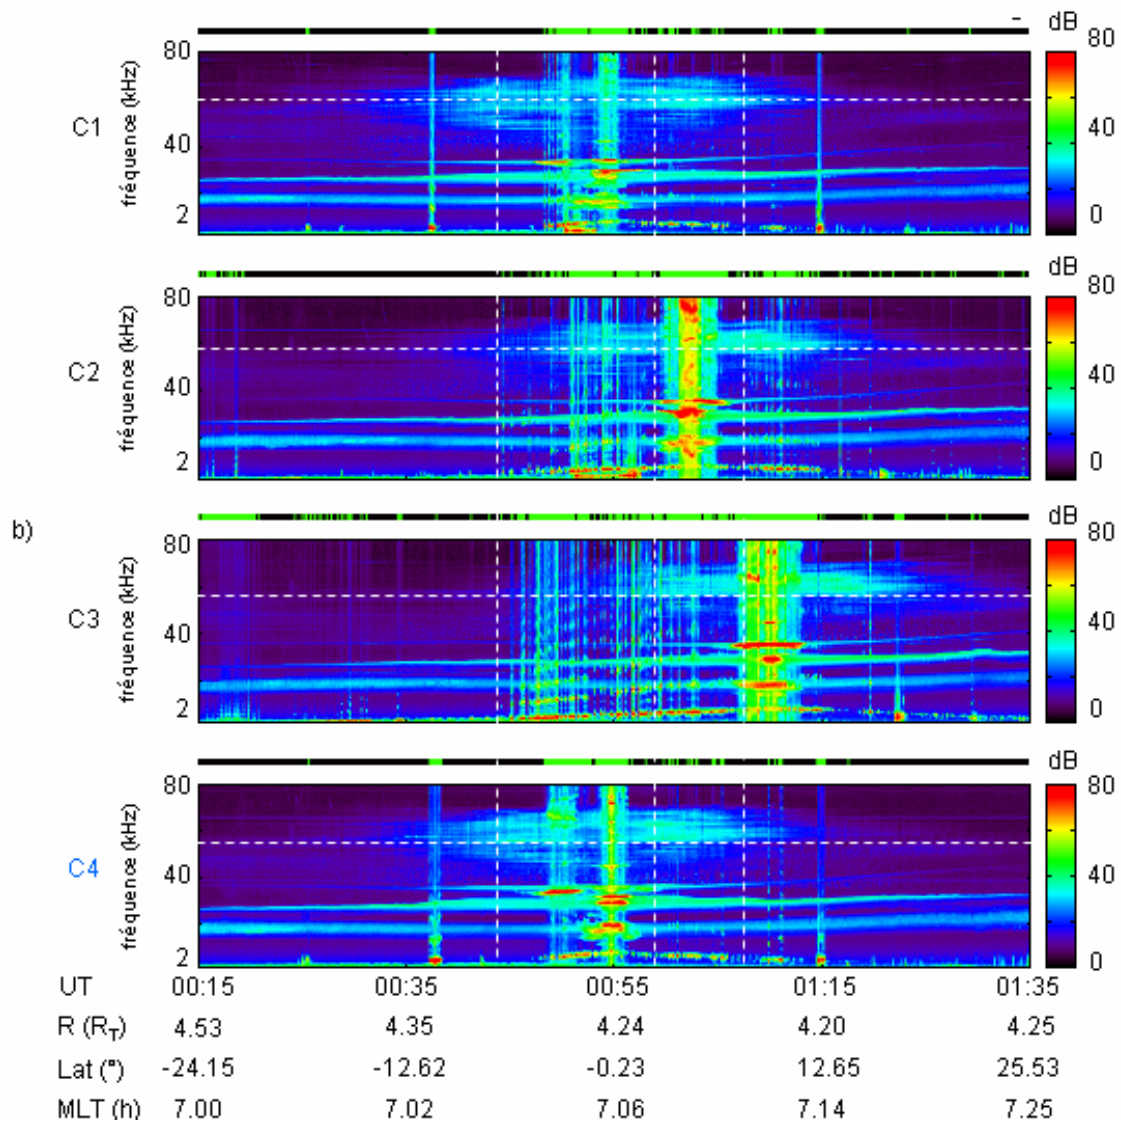 - dB
80 80
fréquence (kHz)
C1
40 40
2 0
dB
80 80
fréquence (kHz)
C2
40 40
2 0
b)
dB
80 80
fréquence (kHz)
C3
40 40
2 0
dB
80 80
fréquence (kHz)
C4
40 40
2 0
UT 00:15 00:35 00:55 01:15 01:35
R (RT) 4.53 4.35 4.24 4.20 4.25
Lat (°) -24.15 -12.62 -0.23 12.65 25.53
MLT (h) 7.00 7.02 7.06 7.14 7.25